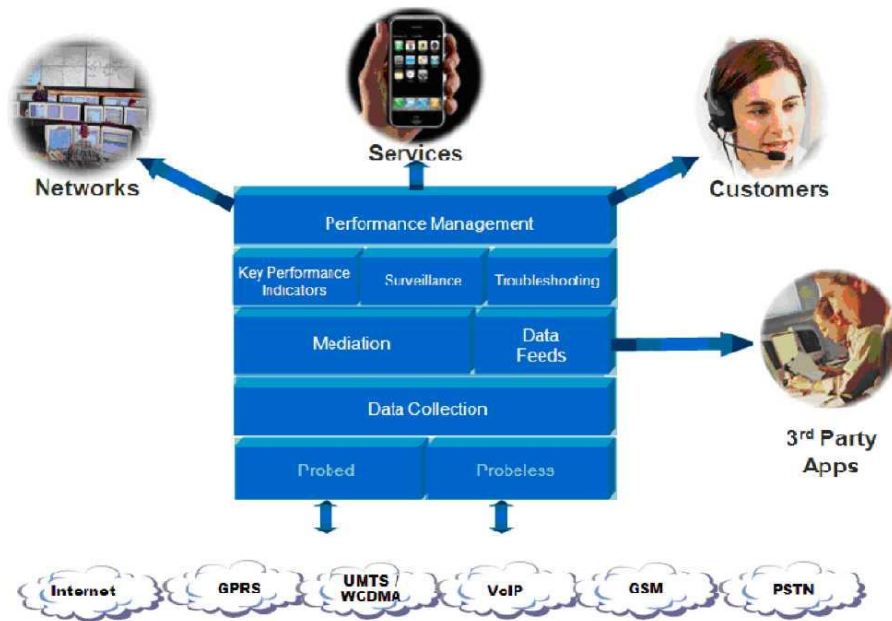 Services
Networks
Customers
Performance Management
Key Performance
Indicators
Surveillance
Troubleshooting
Mediation
Data
Feeds
Data Collection
3rd Party
Apps
Probed
Probeless
Internet
GPRS
UMTS /
WCDMA
VoIP
GSM
PSTN